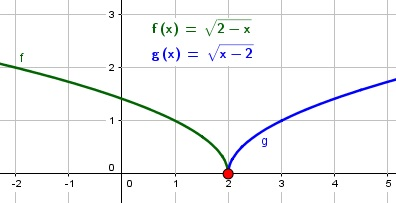 3
f (x) = √2 − x
g (x) = √x − 2
f
2
1
g
0
-2 -1 0 1 2 3 4 5